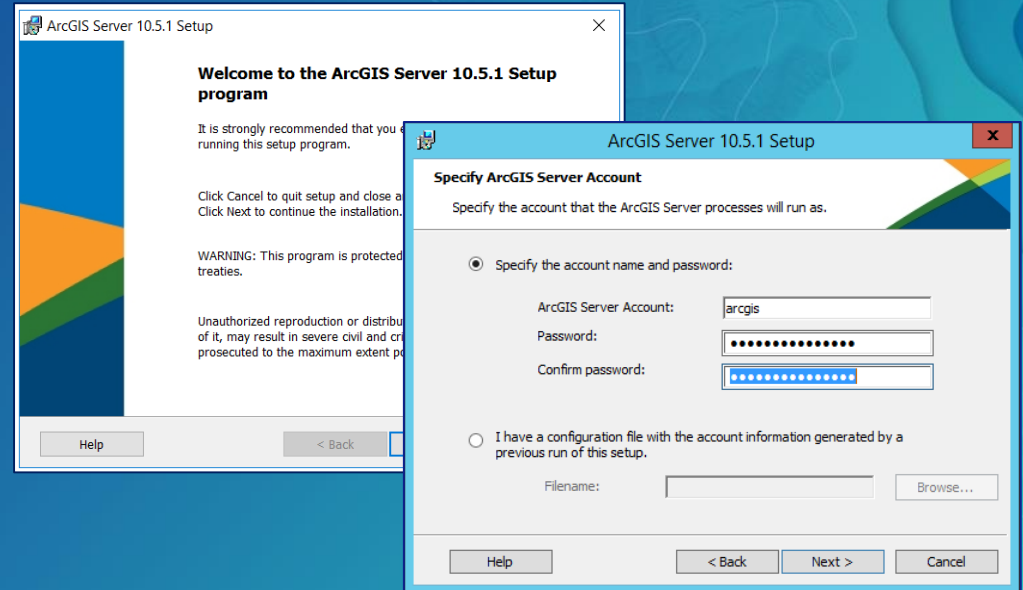 ArcGIS Server 10.5.1 Setup
Welcome to the ArcGIS Server 10.5.1 Setup
program
It is strongly recommended that you
running this setup program.
Click Cancel to quit setup and close
Click Next to continue the installation.
WARNING: This program is protected
treaties.
Unauthorized reproduction or
of it, may result in severe civil and
prosecuted to the maximum extent
Help
< Back
ArcGIS Server 10.5.1 Setup
Specify ArcGIS Server Account
Specify the account that the ArcGIS Server processes will run as.
Specify the account name and password:
ArcGIS Server Account:
arcgis
Password:
●●●●●●●●●●●●●●●
Confirm password:
●●●●●●●●●●●●●●●
I have a configuration file with the account information generated by a
previous run of this setup.
Filename:
Browse...
Help
< Back
Next >
Cancel